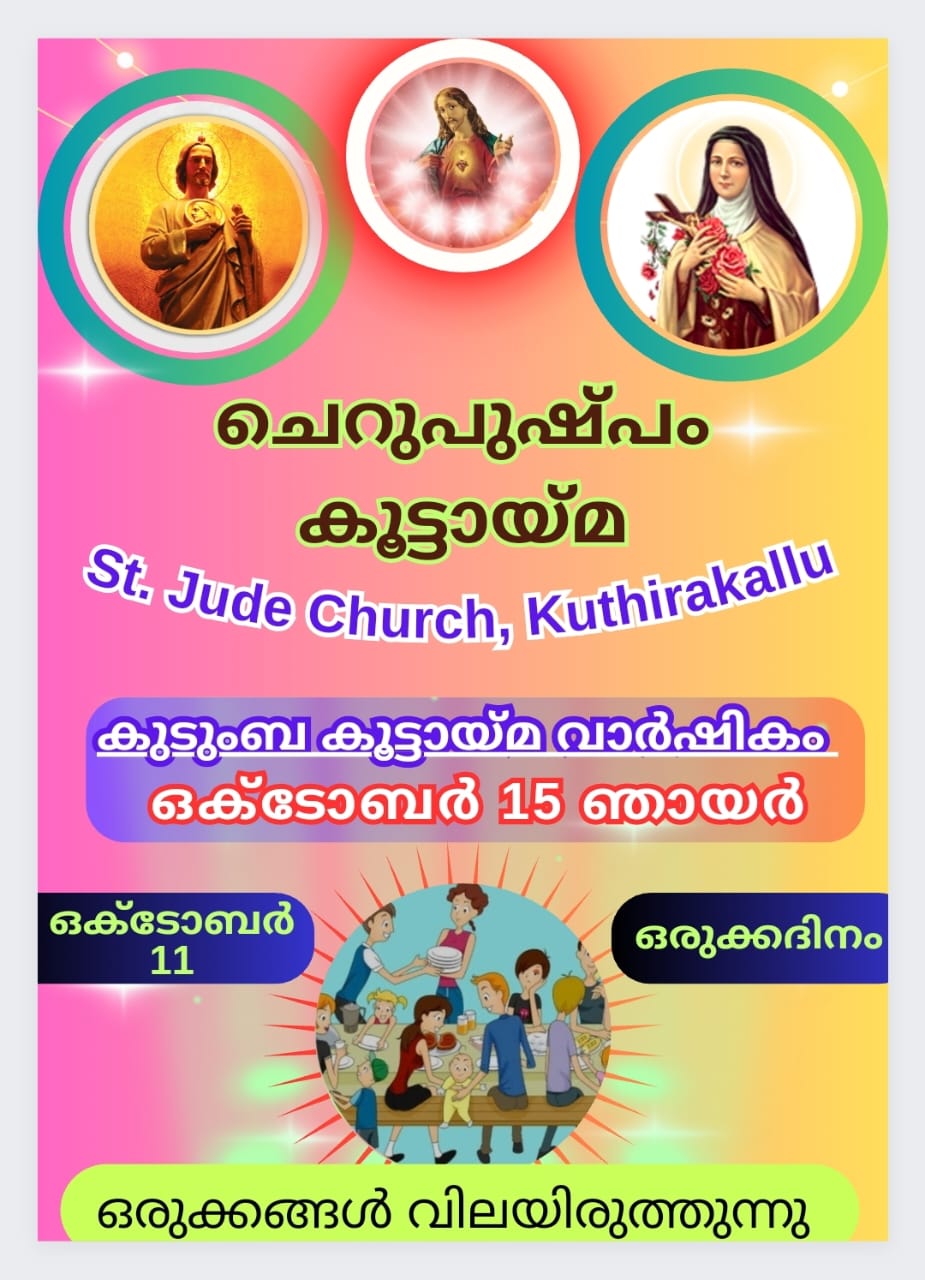 ചെറുപുഷ്പം
കൂട്ടായ്മ
St. Jude Church, Kuthirakallu
കുടുംബ കൂട്ടായ്മ വാർഷികം
ഒക്ടോബർ 15 ഞായർ
ഒക്ടോബർ
11
ഒരുക്കദിനം
ഒരുക്കങ്ങൾ വിലയിരുത്തുന്നു